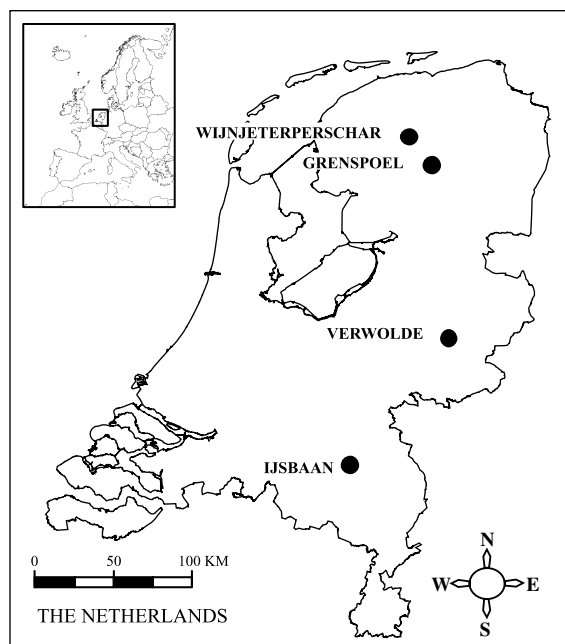 WIJNJETERPERSCHAR
GRENSPOEL
VERWOLDE
IJSBAAN
0 50 100 KM
THE NETHERLANDS
N
W E
S